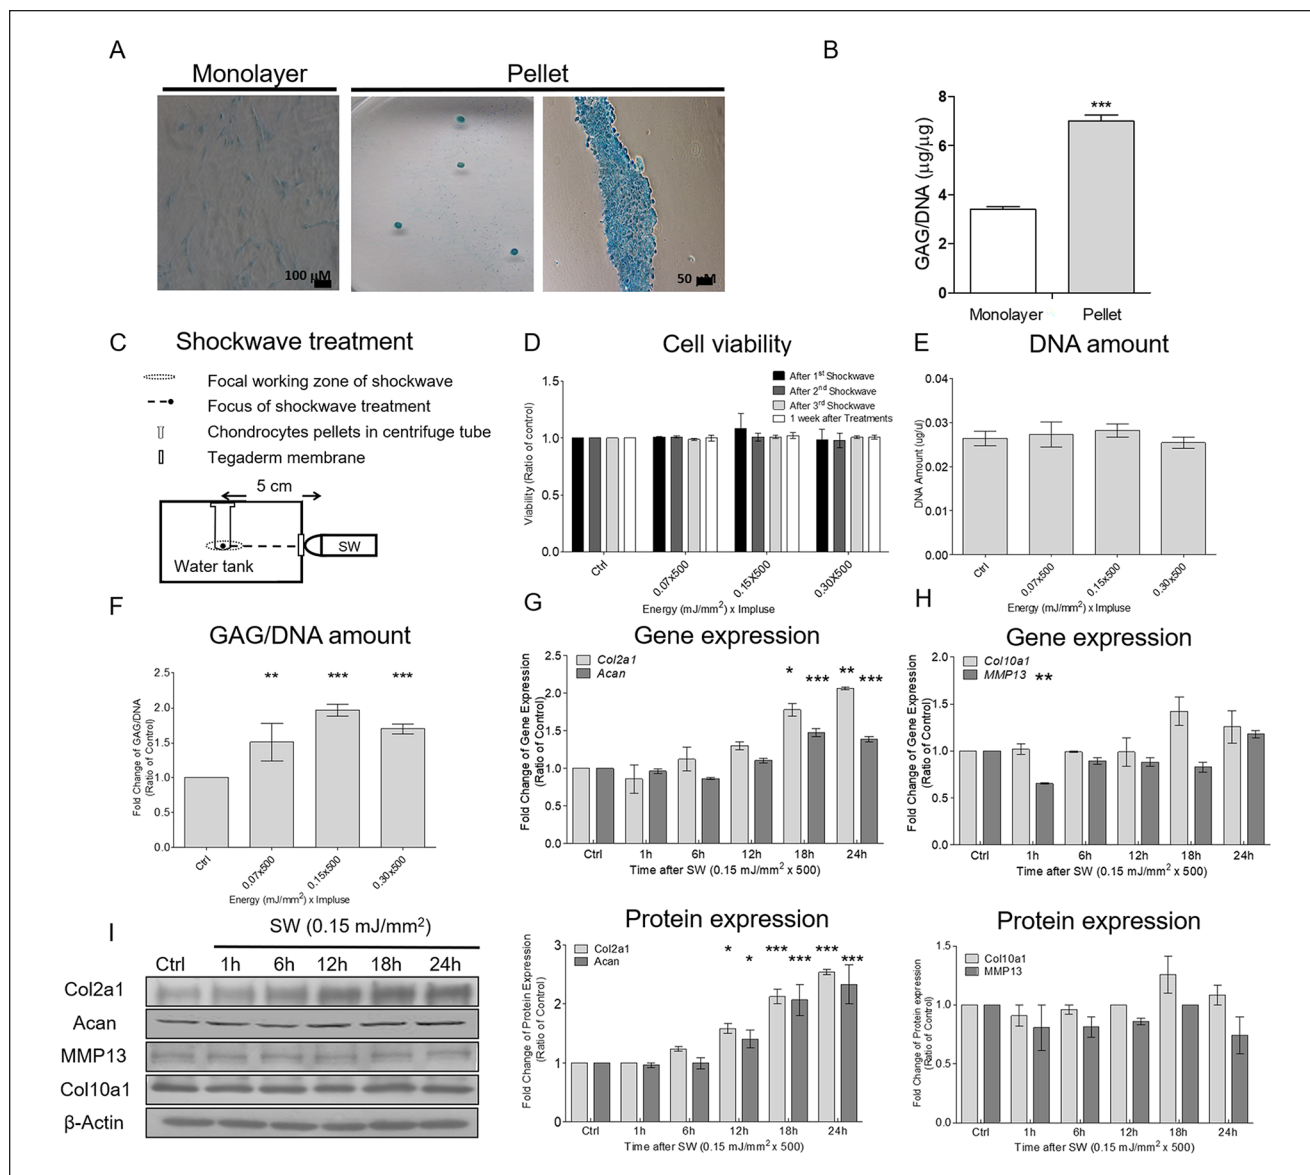 A
Monolayer
Pellet
100 µM
50 µM
B
GAG/DNA (µg/µg)
8
6
4
2
0
***
Monolayer
Pellet
C
Shockwave treatment
Focal working zone of shockwave
Focus of shockwave treatment
Chondrocytes pellets in centrifuge tube
Tegaderm membrane
5 cm
SW
Water tank
D
Cell viability
Viability (Ratio of control)
1.5
1.0
0.5
0.0
After 1st Shockwave
After 2nd Shockwave
After 3rd Shockwave
1 week after Treatments
Ctrl
0.07x500
0.15X500
0.30X500
Energy (mJ/mm²) x Impluse
E
DNA amount
DNA Amount (ug/ul)
0.04
0.03
0.02
0.01
0.00
Ctrl
0.07x500
0.15x500
0.30x500
F
GAG/DNA amount
Fold Change of GAG/DNA
(Ratio of Control)
2.5
2.0
1.5
1.0
0.5
0.0
**
***
***
Ctrl
0.07x500
0.15x500
0.30x500
Energy (mJ/mm²) x Impluse
G
Gene expression
Fold Change of Gene Expression
(Ratio of Control)
2.5
2.0
1.5
1.0
0.5
0.0
Col2a1
Acan
* *** ** ***
Ctrl 1h 6h 12h 18h 24h
Time after SW (0.15 mJ/mm² x 500)
H
Gene expression
Fold Change of Gene Expression
(Ratio of Control)
2.0
1.5
1.0
0.5
0.0
Col10a1
MMP13
**
Ctrl 1h 6h 12h 18h 24h
Time after SW (0.15 mJ/mm² x 500)
I
SW (0.15 mJ/mm²)
Ctrl 1h 6h 12h 18h 24h
Col2a1
Acan
MMP13
Col10a1
β-Actin
Protein expression
Fold Change of Protein Expression
(Ratio of Control)
3
2
1
0
Col2a1
Acan
* * *** *** *** ***
Ctrl 1h 6h 12h 18h 24h
Time after SW (0.15 mJ/mm² x 500)
Protein expression
Fold Change of Protein expression
(Ratio of Control)
1.5
1.0
0.5
0.0
Col10a1
MMP13
Ctrl 1h 6h 12h 18h 24h
Time after SW (0.15 mJ/mm² x 500)